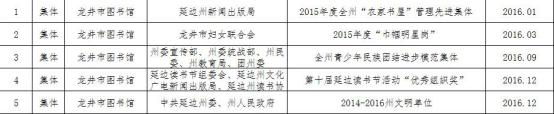 1 集体 龙井市图书馆 延边州新闻出版局 2015年度全州“农家书屋”管理先进集体 2016.01
2 集体 龙井市图书馆 龙井市妇女联合会 2015年度“巾帼明星岗” 2016.03
3 集体 龙井市图书馆 州委宣传部、州委统战部、州民委、州教育局、团州委 全州青少年民族团结进步模范集体 2016.09
4 集体 龙井市图书馆 延边读书节组委会、延边州文化广电新闻出版局、延边州读书协 第十届延边读书节活动“优秀组织奖” 2016.12
5 集体 龙井市图书馆 中共延边州委、州人民政府 2014-2016州文明单位 2016.12